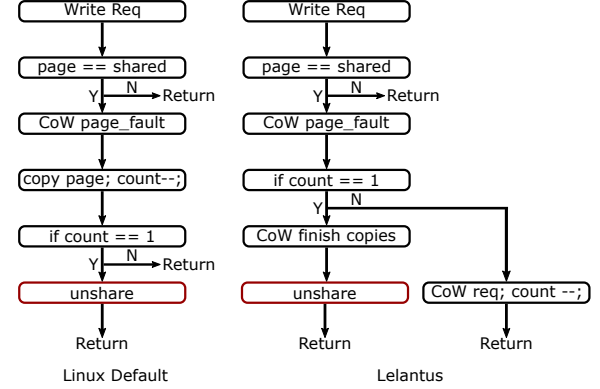 Write Req
page == shared
Y
N
Return
CoW page_fault
copy page; count--;
if count == 1
Y
N
Return
unshare
Return
Linux Default
Write Req
page == shared
Y
N
Return
CoW page_fault
if count == 1
Y
N
CoW finish copies
unshare
CoW req; count --;
Return
Return
Lelantus